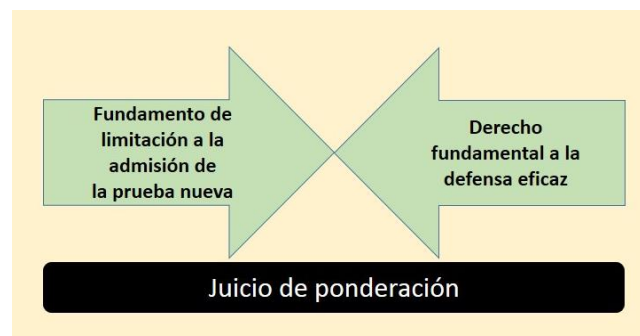 Fundamento de
limitación a la
admisión de
la prueba nueva
Derecho
fundamental a la
defensa eficaz
Juicio de ponderación